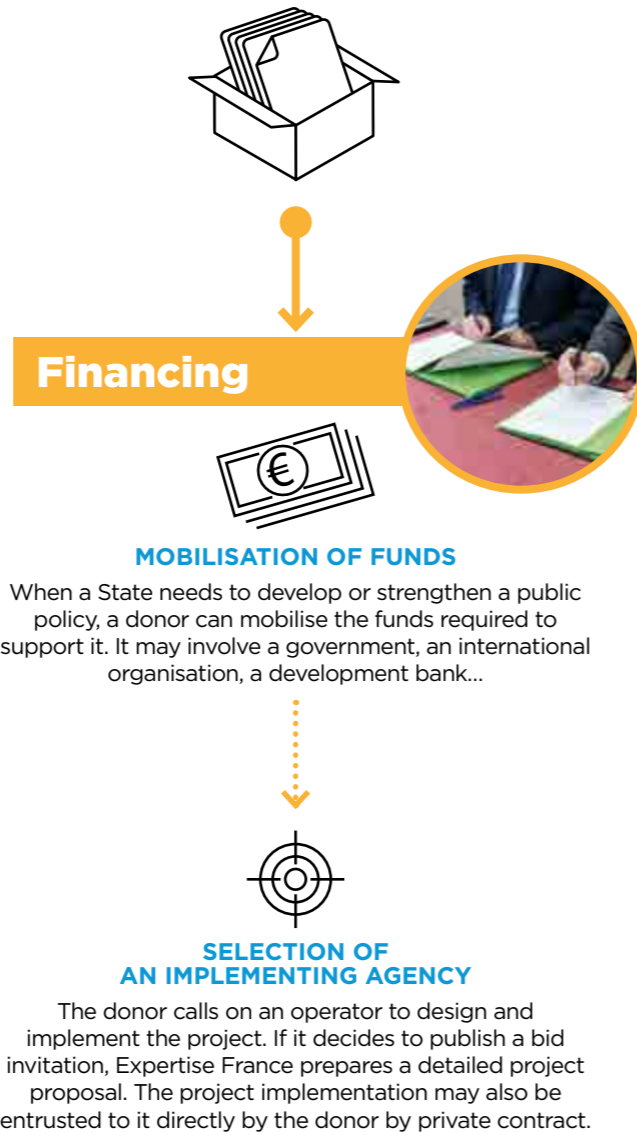 Financing
€
MOBILISATION OF FUNDS
When a State needs to develop or strengthen a public
policy, a donor can mobilise the funds required to
support it. It may involve a government, an international
organisation, a development bank...
SELECTION OF
AN IMPLEMENTING AGENCY
The donor calls on an operator to design and
implement the project. If it decides to publish a bid
invitation, Expertise France prepares a detailed project
proposal. The project implementation may also be
entrusted to it directly by the donor by private contract.